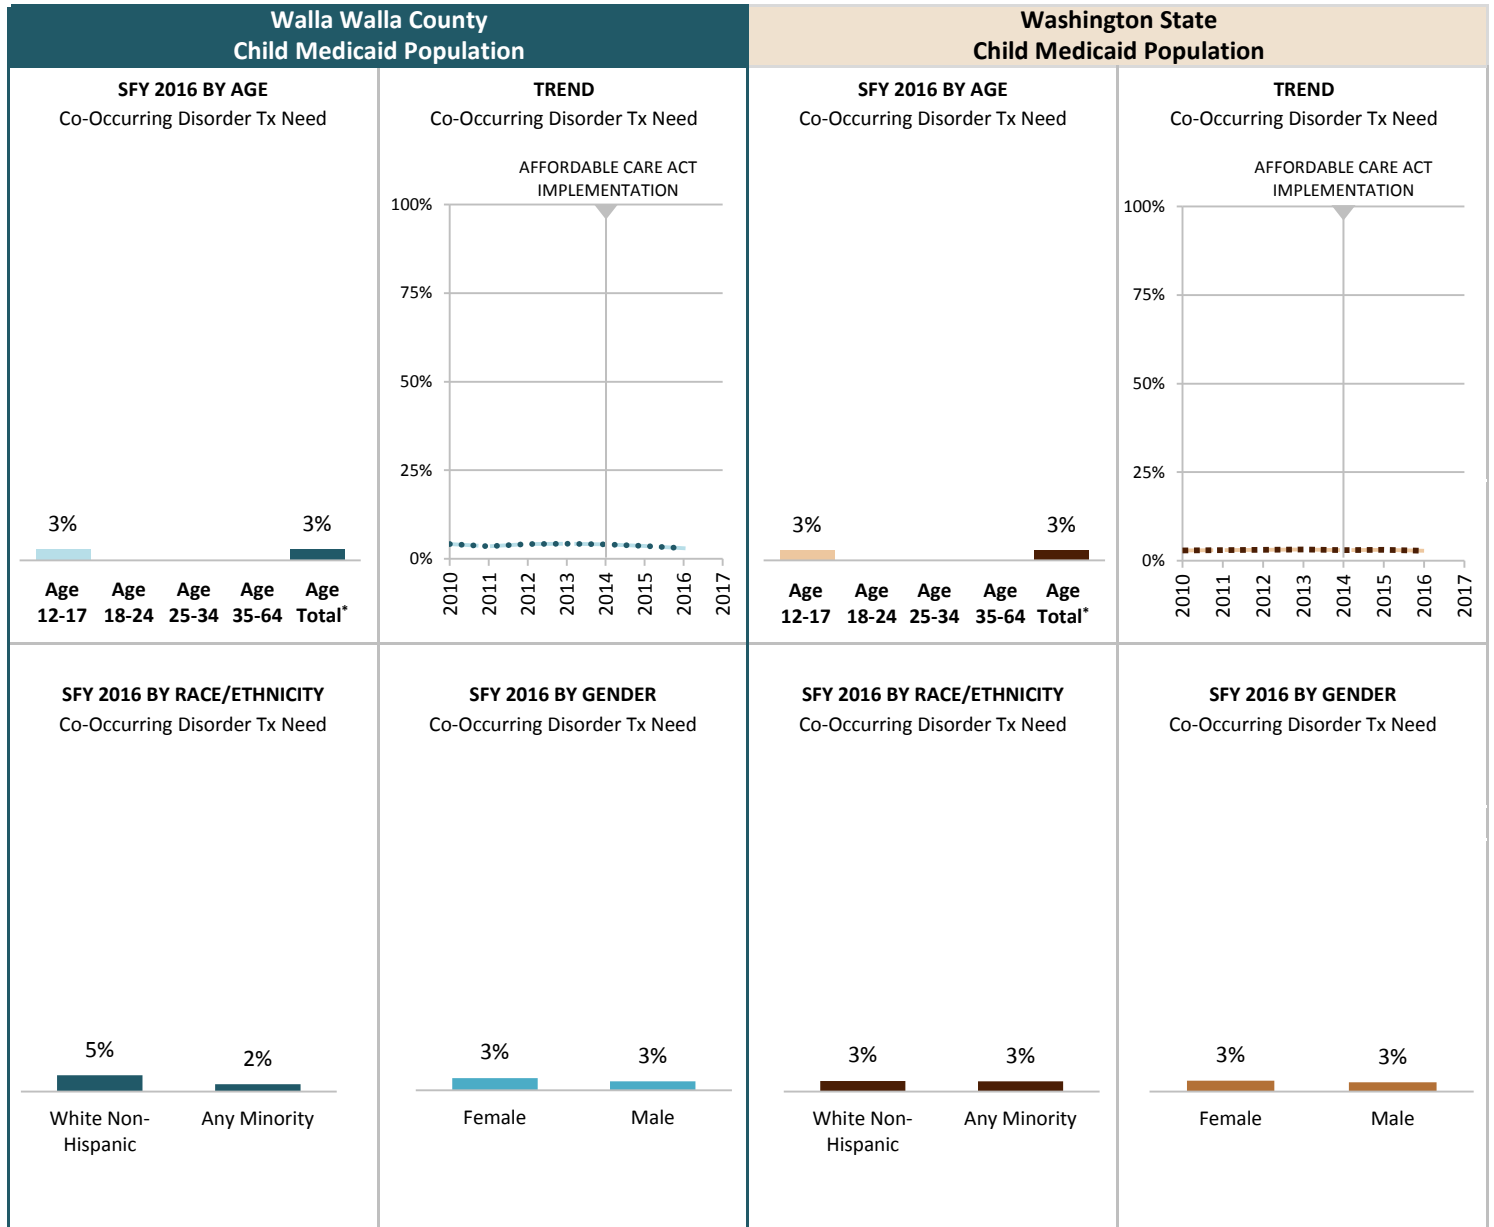 Walla Walla County
Child Medicaid Population
SFY 2016 BY AGE
Co-Occurring Disorder Tx Need
3%
3%
Age Age Age Age Age
12-17 18-24 25-34 35-64 Total*
TREND
Co-Occurring Disorder Tx Need
AFFORDABLE CARE ACT
IMPLEMENTATION
100%
75%
50%
25%
0%
2010
2011
2012
2013
2014
2015
2016
2017
SFY 2016 BY RACE/ETHNICITY
Co-Occurring Disorder Tx Need
5%
2%
White Non-
Hispanic
Any Minority
SFY 2016 BY GENDER
Co-Occurring Disorder Tx Need
3%
3%
Female
Male
Washington State
Child Medicaid Population
SFY 2016 BY AGE
Co-Occurring Disorder Tx Need
3%
3%
Age Age Age Age Age
12-17 18-24 25-34 35-64 Total*
TREND
Co-Occurring Disorder Tx Need
AFFORDABLE CARE ACT
IMPLEMENTATION
100%
75%
50%
25%
0%
2010
2011
2012
2013
2014
2015
2016
2017
SFY 2016 BY RACE/ETHNICITY
Co-Occurring Disorder Tx Need
3%
3%
White Non-
Hispanic
Any Minority
SFY 2016 BY GENDER
Co-Occurring Disorder Tx Need
3%
3%
Female
Male